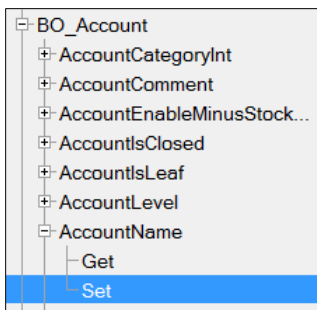 BO_Account
AccountCategoryInt
AccountComment
AccountEnableMinusStock...
AccountIsClosed
AccountIsLeaf
AccountLevel
AccountName
Get
Set